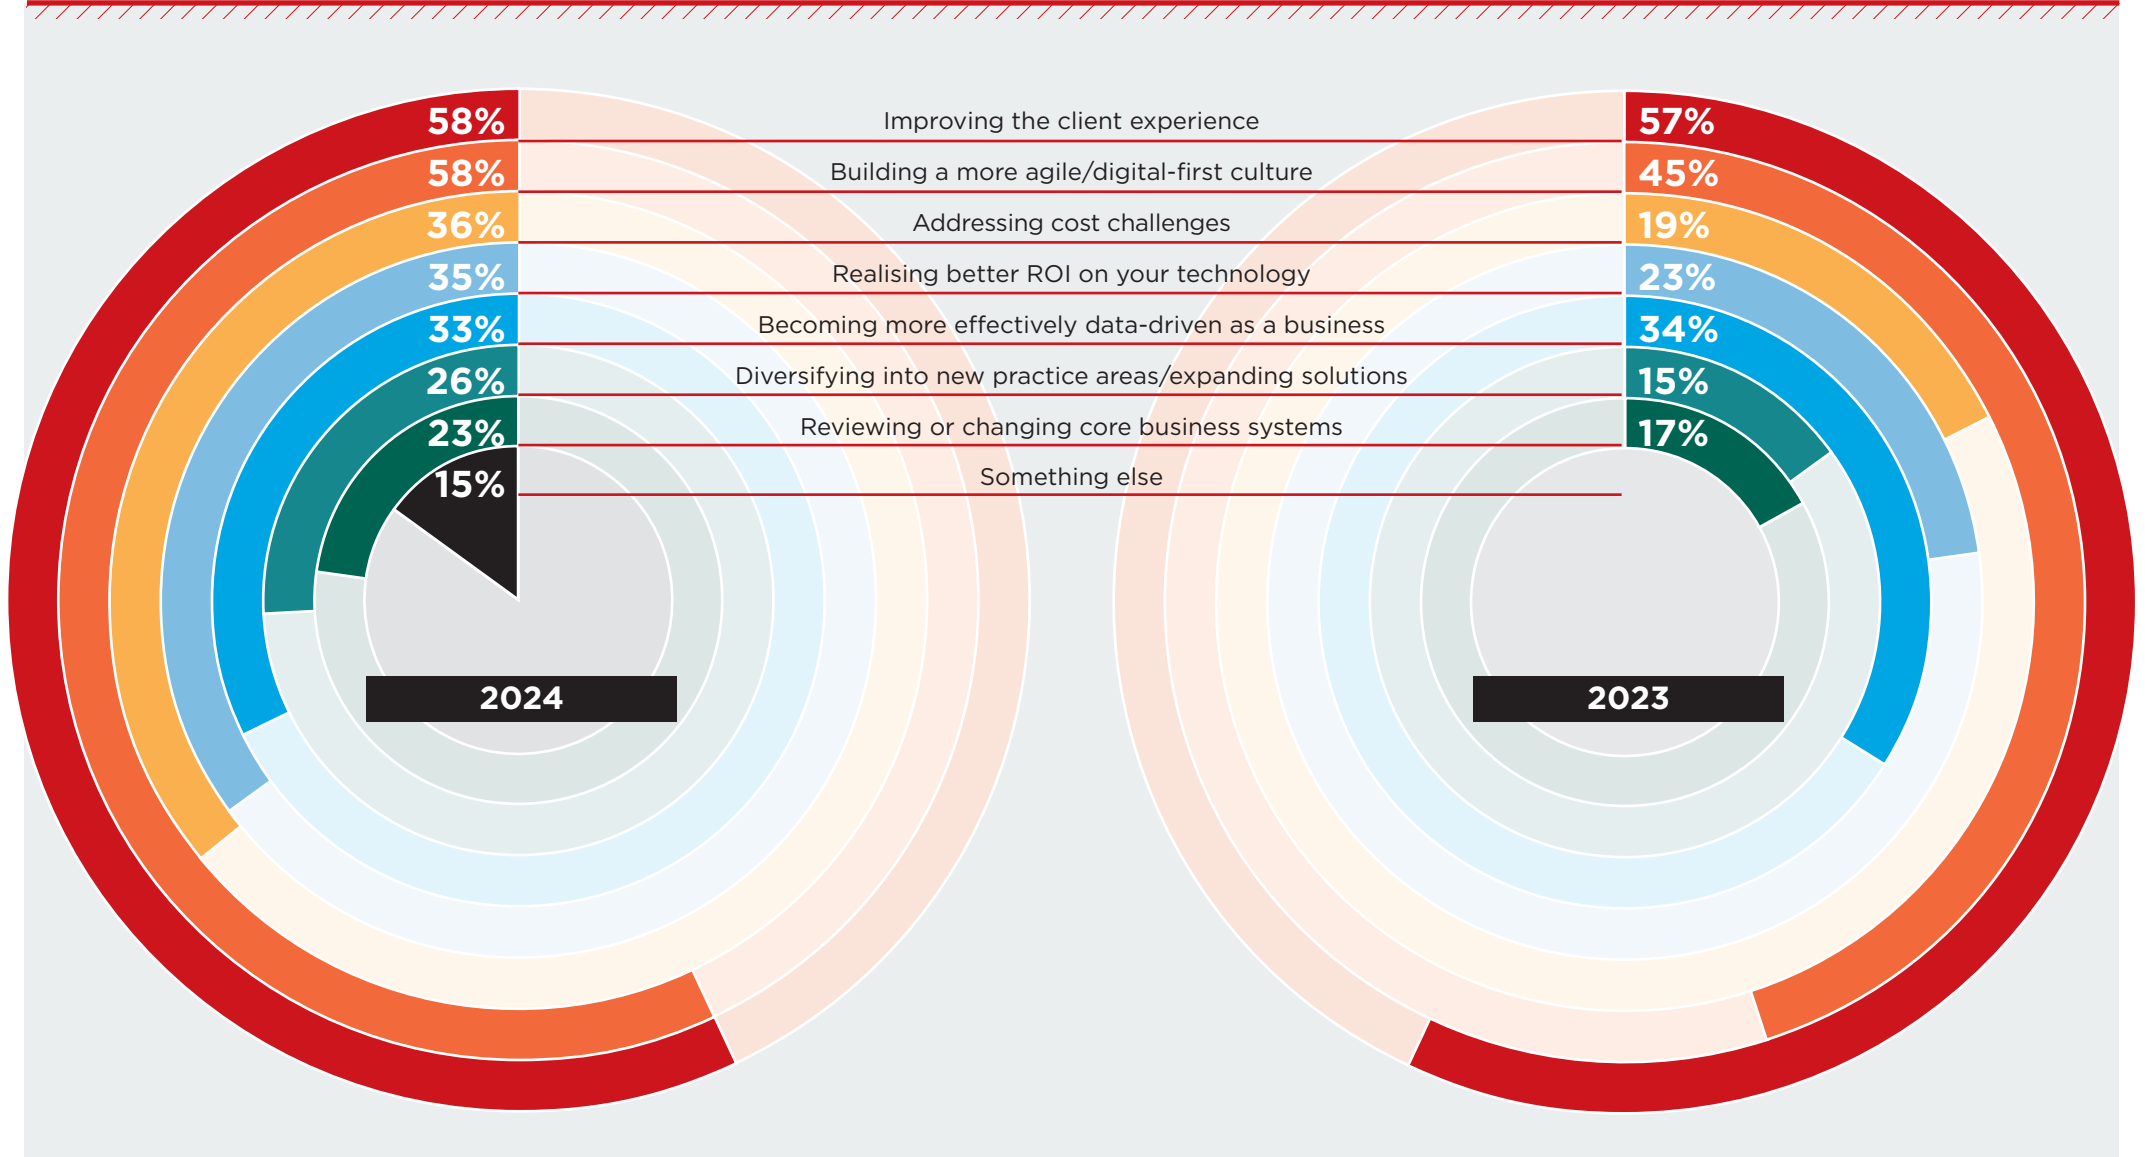 58% Improving the client experience 57%
58% Building a more agile/digital-first culture 45%
36% Addressing cost challenges 19%
35% Realising better ROI on your technology 23%
33% Becoming more effectively data-driven as a business 34%
26% Diversifying into new practice areas/expanding solutions 15%
23% Reviewing or changing core business systems 17%
15% Something else
2024 2023